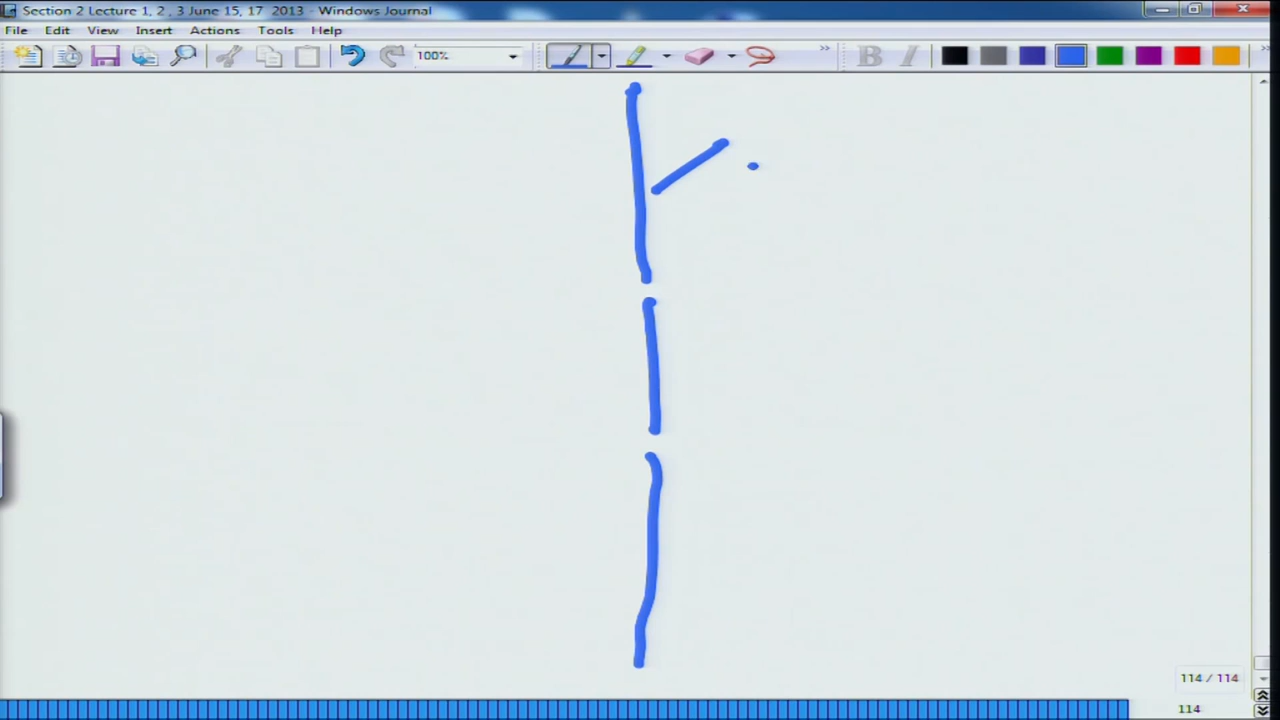 Section 2 Lecture 1, 2 , 3 June 15, 17 2013 - Windows Journal
File Edit View Insert Actions Tools Help
100% B I
114 / 114
114